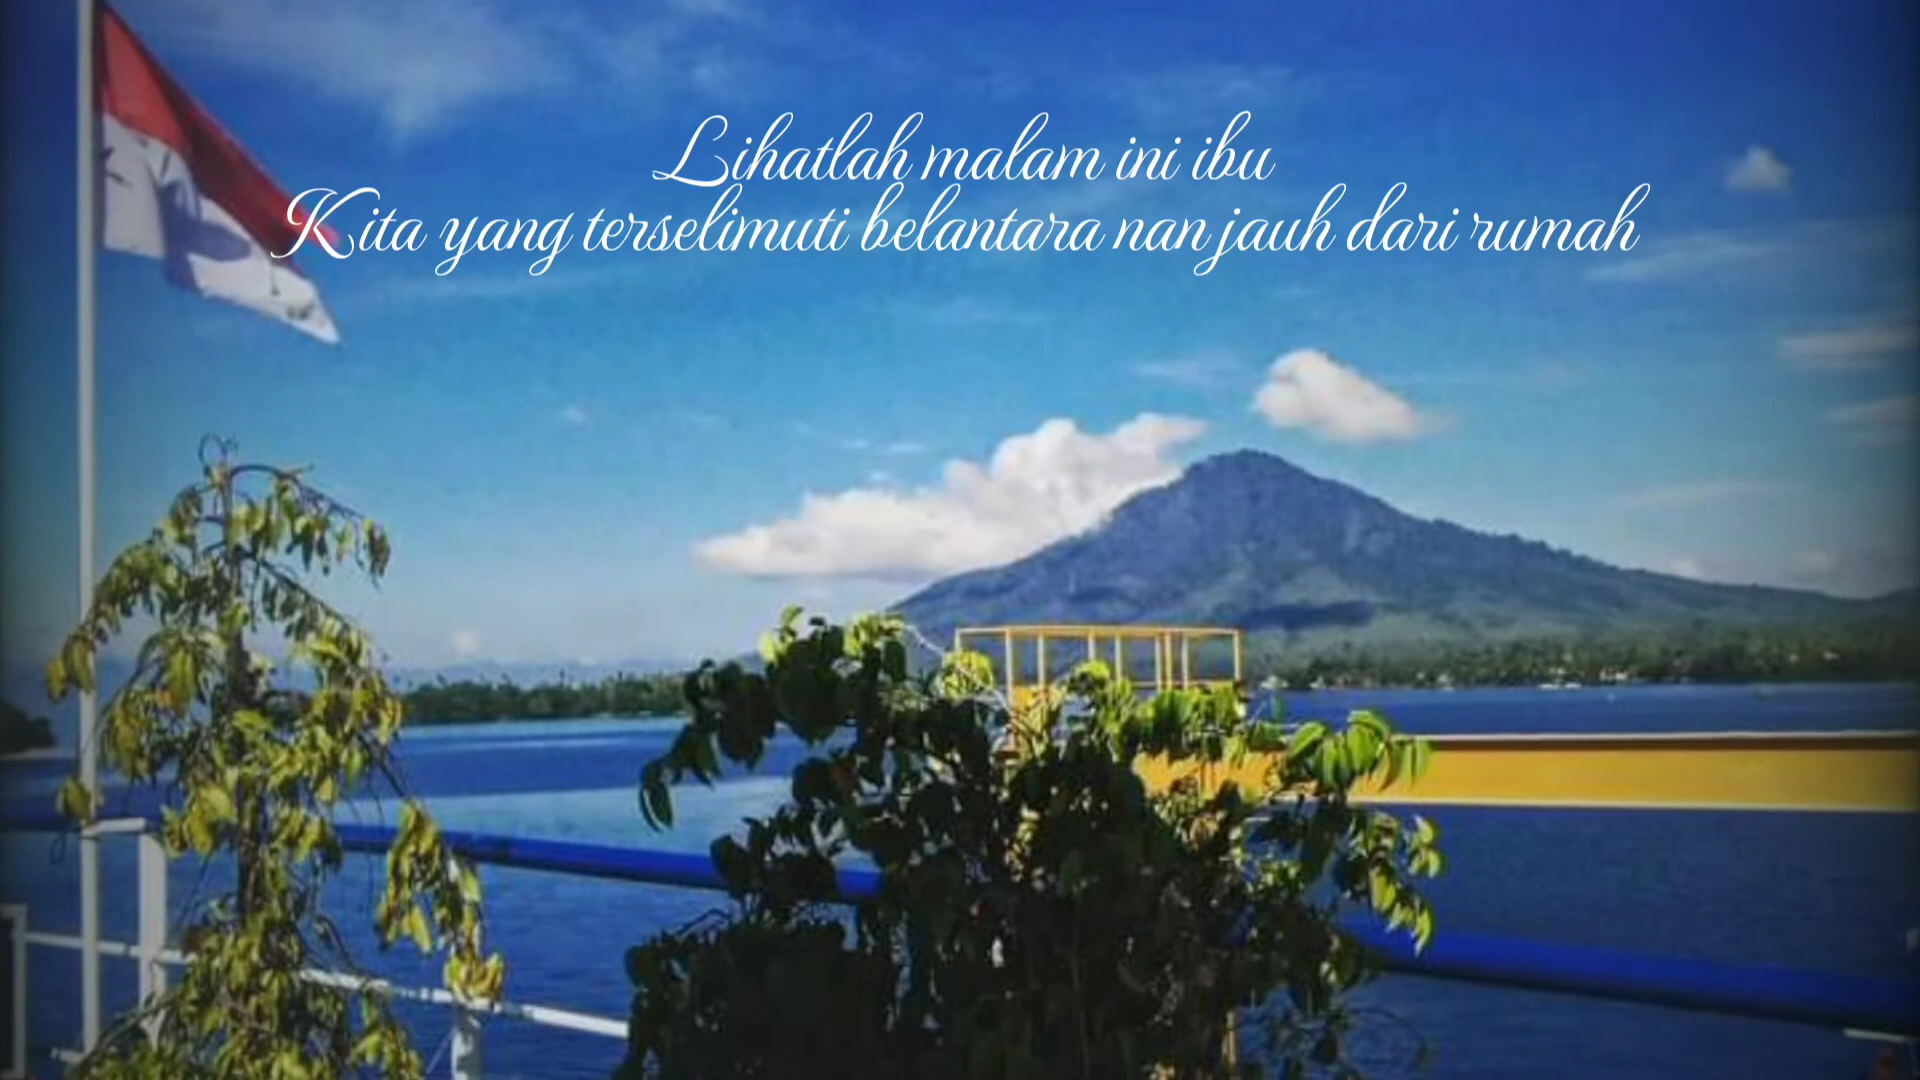 Lihatlah malam ini ibu
Kita yang terselimuti belantara nan jauh dari rumah